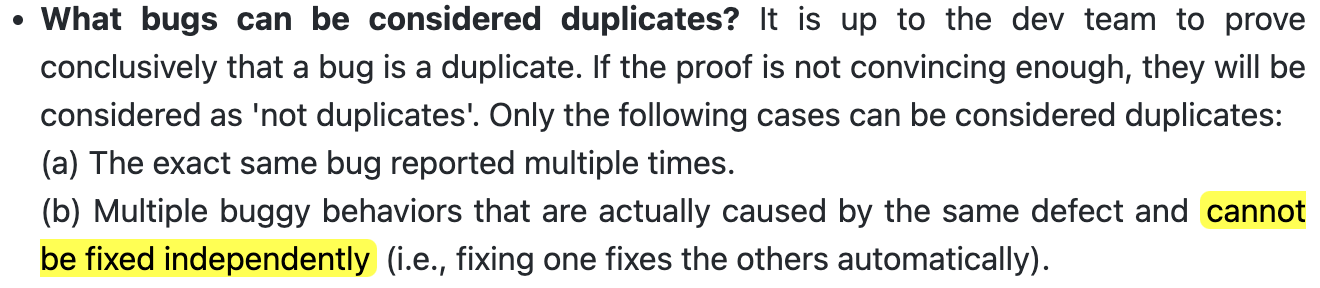 • What bugs can be considered duplicates? It is up to the dev team to prove
conclusively that a bug is a duplicate. If the proof is not convincing enough, they will be
considered as 'not duplicates'. Only the following cases can be considered duplicates:
(a) The exact same bug reported multiple times.
(b) Multiple buggy behaviors that are actually caused by the same defect and cannot
be fixed independently (i.e., fixing one fixes the others automatically).